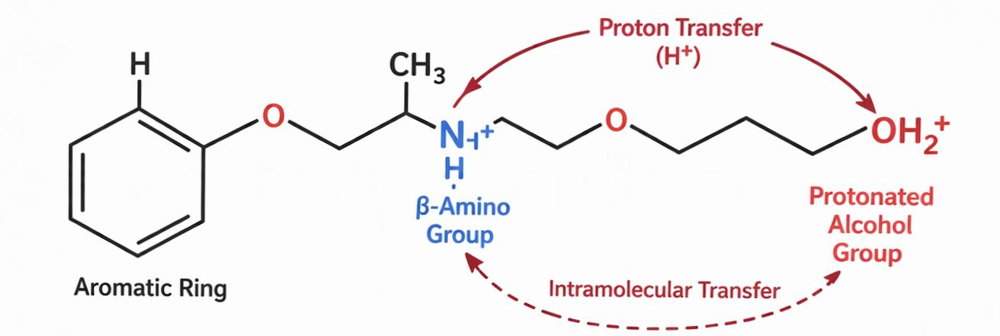 Proton Transfer
(H⁺)
H
CH₃
O
N
H
+
O
OH₂⁺
β-Amino
Group
Protonated
Alcohol
Group
Aromatic Ring
Intramolecular Transfer